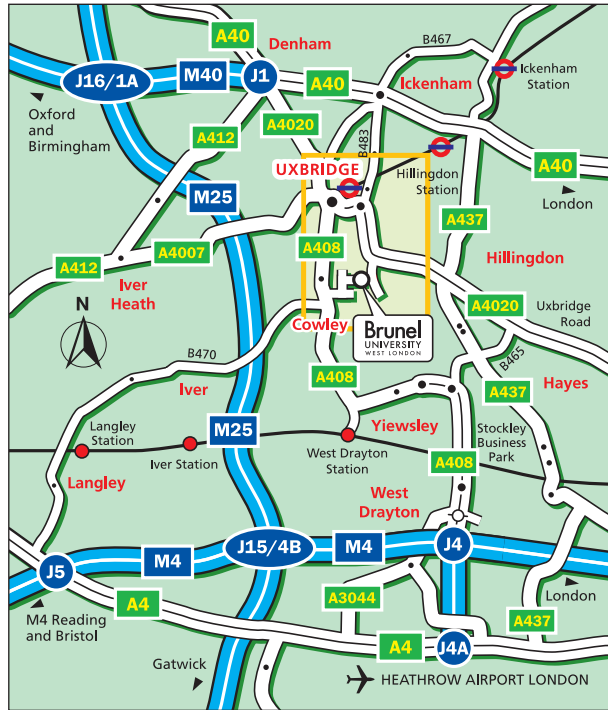 A40
Denham
B467
Ickenham
Station
J16/1A
M40
J1
A40
Ickenham
Oxford
and
Birmingham
A412
A4020
B483
UXBRIDGE
Hillingdon
Station
A40
London
M25
A437
A408
A4007
A412
Iver
Heath
Hillingdon
N
A4020
Uxbridge
Road
Cowley
Brunel
UNIVERSITY
WEST LONDON
B470
B465
Iver
A408
A437
Hayes
Langley
Station
M25
Yiewsley
Stockley
Business
Park
Iver Station
West Drayton
Station
A408
Langley
West
Drayton
J15/4B
M4
J4
M4
J5
A3044
London
M4 Reading
and Bristol
A4
A437
A4
J4A
Gatwick
HEATHROW AIRPORT LONDON